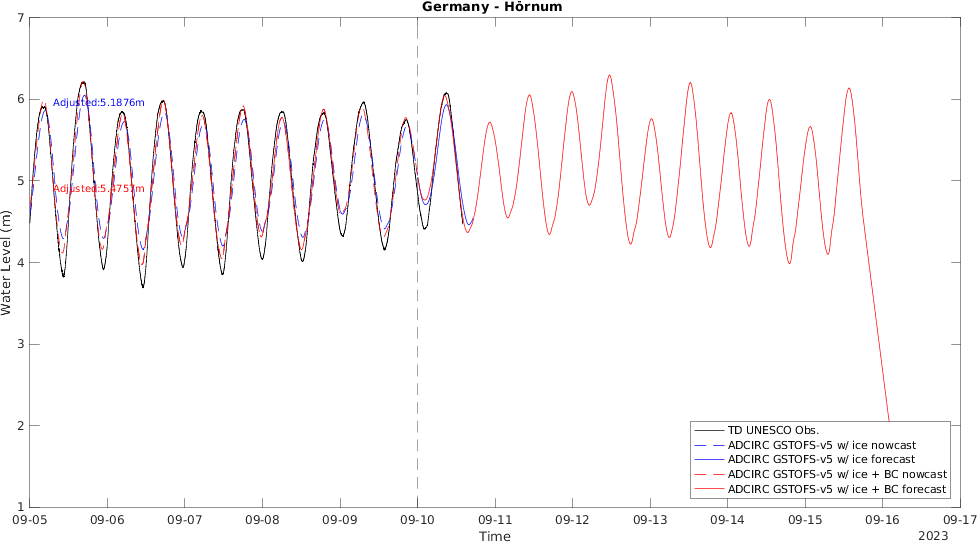 Germany - Hörnum
7
6
5
4
3
2
1
Water Level (m)
Adjusted:5.1876m
Adjusted:5.4757m
TD UNESCO Obs.
ADCIRC GSTOFS-v5 w/ ice nowcast
ADCIRC GSTOFS-v5 w/ ice forecast
ADCIRC GSTOFS-v5 w/ ice + BC nowcast
ADCIRC GSTOFS-v5 w/ ice + BC forecast
09-05 09-06 09-07 09-08 09-09 09-10 09-11 09-12 09-13 09-14 09-15 09-16 09-17
Time
2023